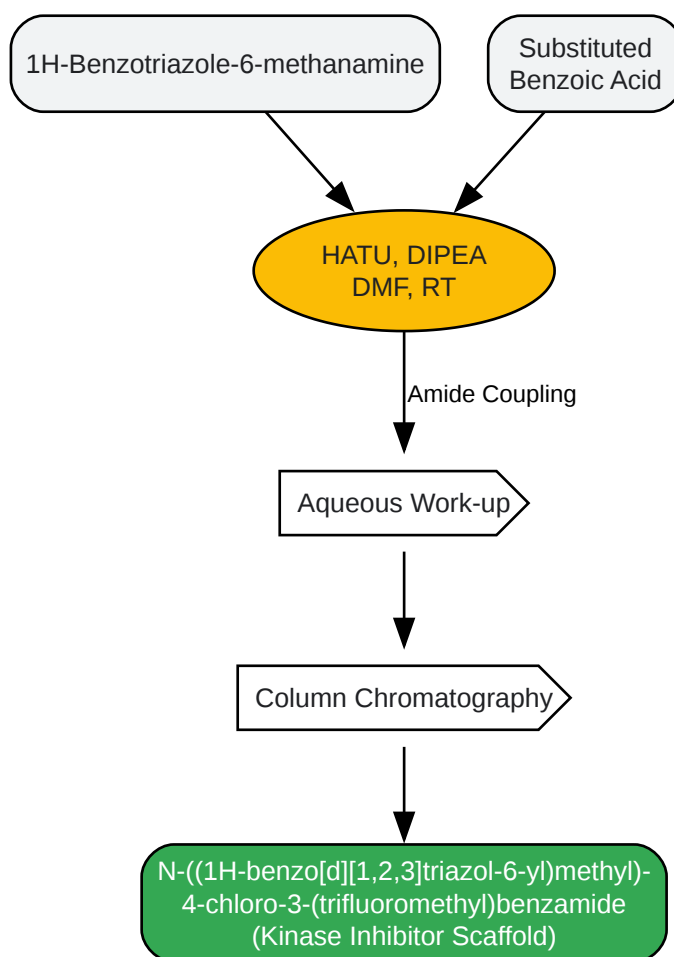 1H-Benzotriazole-6-methanamine
Substituted
Benzoic Acid
HATU, DIPEA
DMF, RT
Amide Coupling
Aqueous Work-up
Column Chromatography
N-((1H-benzo[d][1,2,3]triazol-6-yl)methyl)-
4-chloro-3-(trifluoromethyl)benzamide
(Kinase Inhibitor Scaffold)